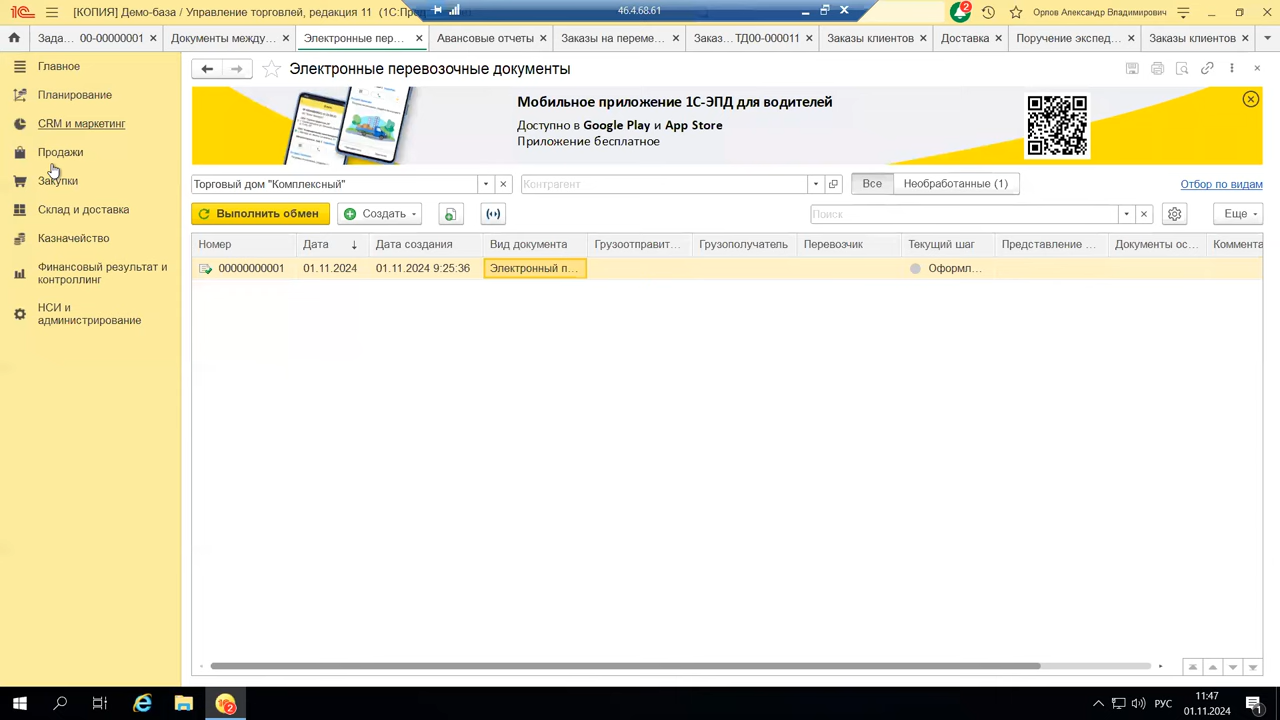 [КОПИЯ] Демо-база / Управление торговлей, редакция 11 (1С:Пред
46.4.68.61
Орлов Александр Владимирович
Зада... 00-00000001
Документы между...
Электронные пер...
Авансовые отчеты
Заказы на переме...
Заказ... ТД00-000011
Заказы клиентов
Доставка
Поручение экспед...
Заказы клиентов
Главное
Планирование
CRM и маркетинг
Продажи
Закупки
Склад и доставка
Казначейство
Финансовый результат и
контроллинг
НСИ и
администрирование
Электронные перевозочные документы
Мобильное приложение 1С-ЭПД для водителей
Доступно в Google Play и App Store
Приложение бесплатное
Торговый дом "Комплексный"
Контрагент
Все
Необработанные (1)
Отбор по видам
Выполнить обмен
Создать
Поиск
Еще
Номер
Дата
Дата создания
Вид документа
Грузоотправит...
Грузополучатель
Перевозчик
Текущий шаг
Представление ...
Документы ос...
Коммента
00000000001
01.11.2024
01.11.2024 9:25:36
Электронный п...
Оформл...
2
РУС
11:47
01.11.2024
1